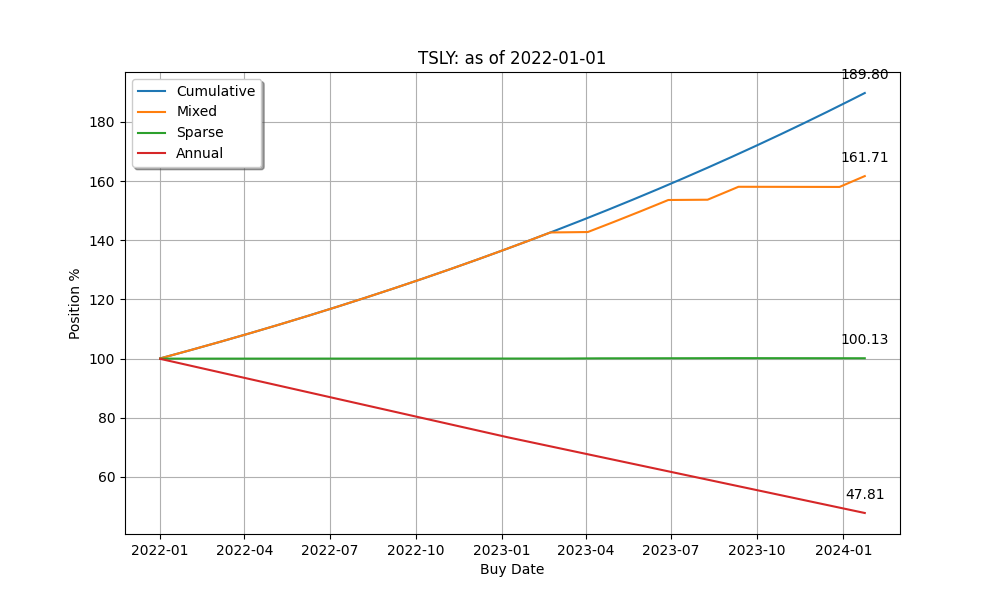 TSLY: as of 2022-01-01
189.80
Cumulative
Mixed
Sparse
Annual
161.71
100.13
47.81
Position %
180
160
140
120
100
80
60
2022-01
2022-04
2022-07
2022-10
2023-01
2023-04
2023-07
2023-10
2024-01
Buy Date